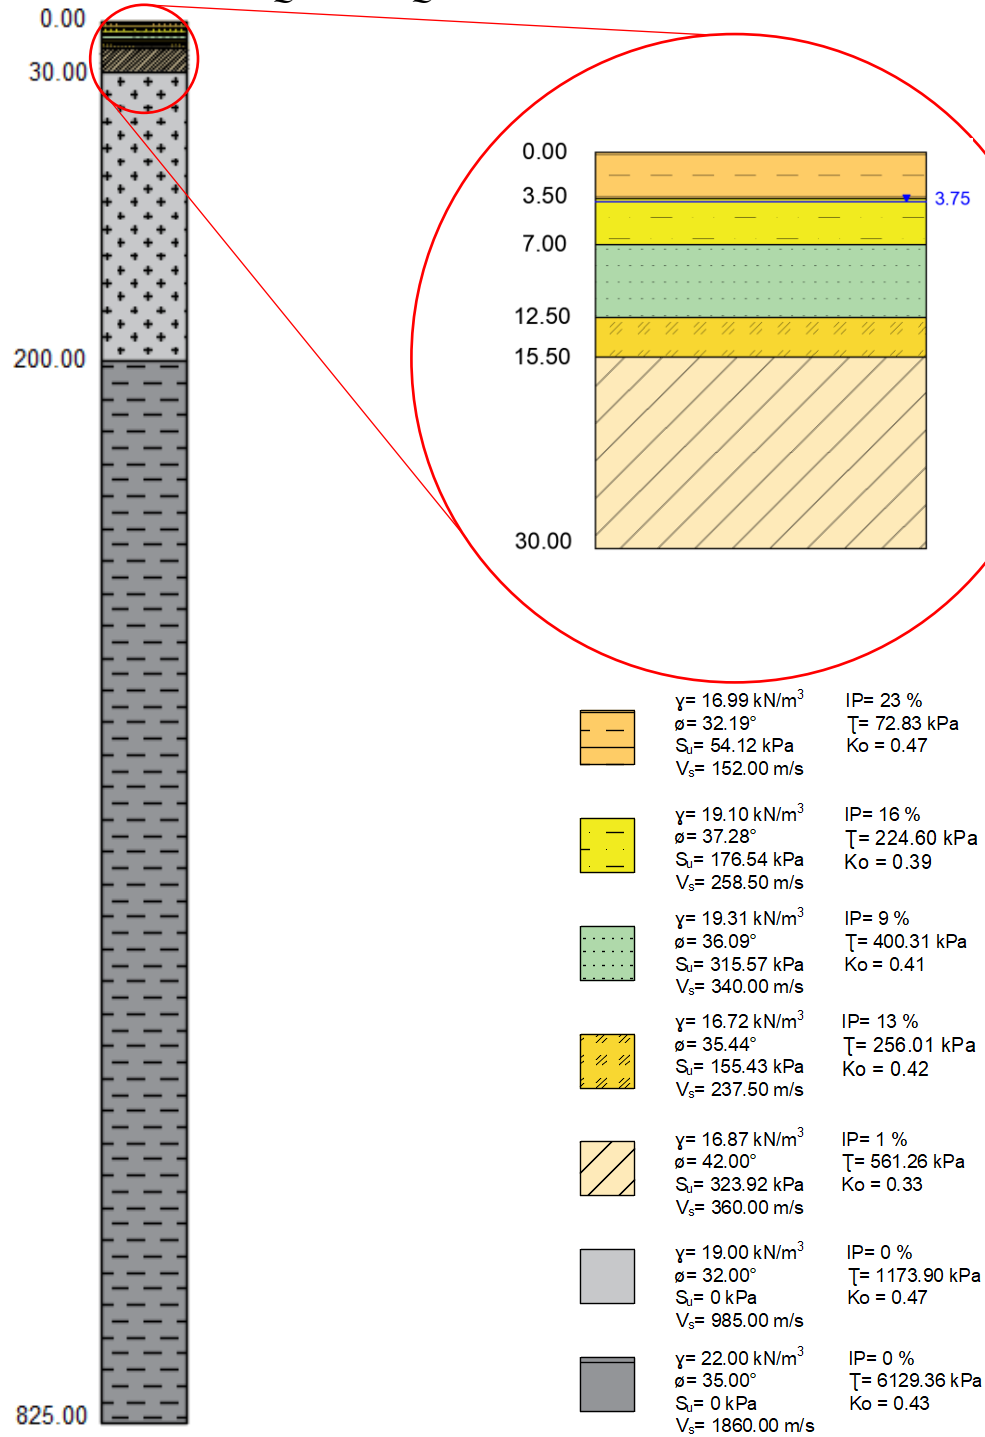 0.00
30.00
200.00
825.00
0.00
3.50
3.75
7.00
12.50
15.50
30.00
ɣ= 16.99 kN/m³ IP= 23 %
ø= 32.19° Ʈ= 72.83 kPa
Sᵤ= 54.12 kPa Ko = 0.47
Vₛ= 152.00 m/s
ɣ= 19.10 kN/m³ IP= 16 %
ø= 37.28° Ʈ= 224.60 kPa
Sᵤ= 176.54 kPa Ko = 0.39
Vₛ= 258.50 m/s
ɣ= 19.31 kN/m³ IP= 9 %
ø= 36.09° Ʈ= 400.31 kPa
Sᵤ= 315.57 kPa Ko = 0.41
Vₛ= 340.00 m/s
ɣ= 16.72 kN/m³ IP= 13 %
ø= 35.44° Ʈ= 256.01 kPa
Sᵤ= 155.43 kPa Ko = 0.42
Vₛ= 237.50 m/s
ɣ= 16.87 kN/m³ IP= 1 %
ø= 42.00° Ʈ= 561.26 kPa
Sᵤ= 323.92 kPa Ko = 0.33
Vₛ= 360.00 m/s
ɣ= 19.00 kN/m³ IP= 0 %
ø= 32.00° Ʈ= 1173.90 kPa
Sᵤ= 0 kPa Ko = 0.47
Vₛ= 985.00 m/s
ɣ= 22.00 kN/m³ IP= 0 %
ø= 35.00° Ʈ= 6129.36 kPa
Sᵤ= 0 kPa Ko = 0.43
Vₛ= 1860.00 m/s